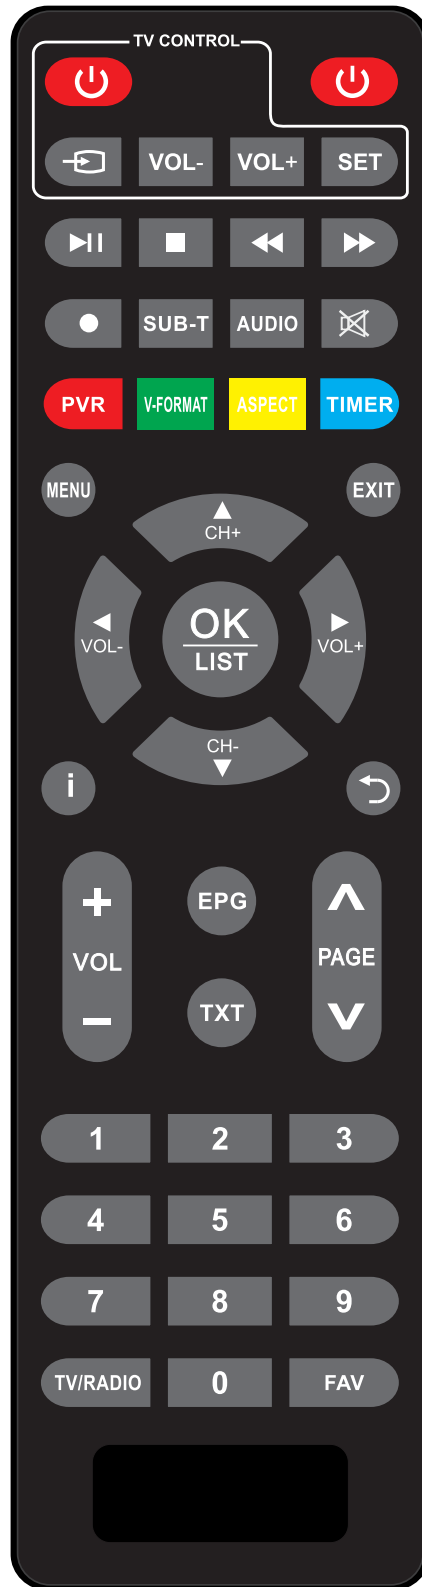 TV CONTROL
VOL- VOL+ SET
SUB-T AUDIO
PVR V-FORMAT ASPECT TIMER
MENU EXIT
CH+
VOL- OK VOL+
LIST
CH-
i
+ EPG
VOL PAGE
- TXT
1 2 3
4 5 6
7 8 9
TV/RADIO 0 FAV